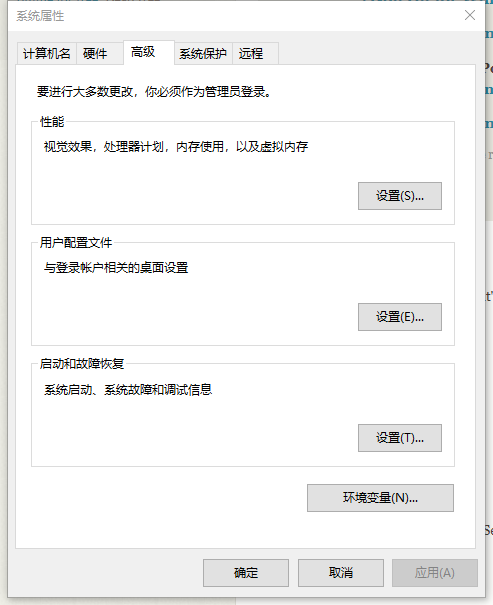 系统属性
计算机名 硬件 高级 系统保护 远程
要进行大多数更改，你必须作为管理员登录。
性能
视觉效果，处理器计划，内存使用，以及虚拟内存
设置(S)...
用户配置文件
与登录帐户相关的桌面设置
设置(E)...
启动和故障恢复
系统启动、系统故障和调试信息
设置(T)...
环境变量(N)...
确定 取消 应用(A)